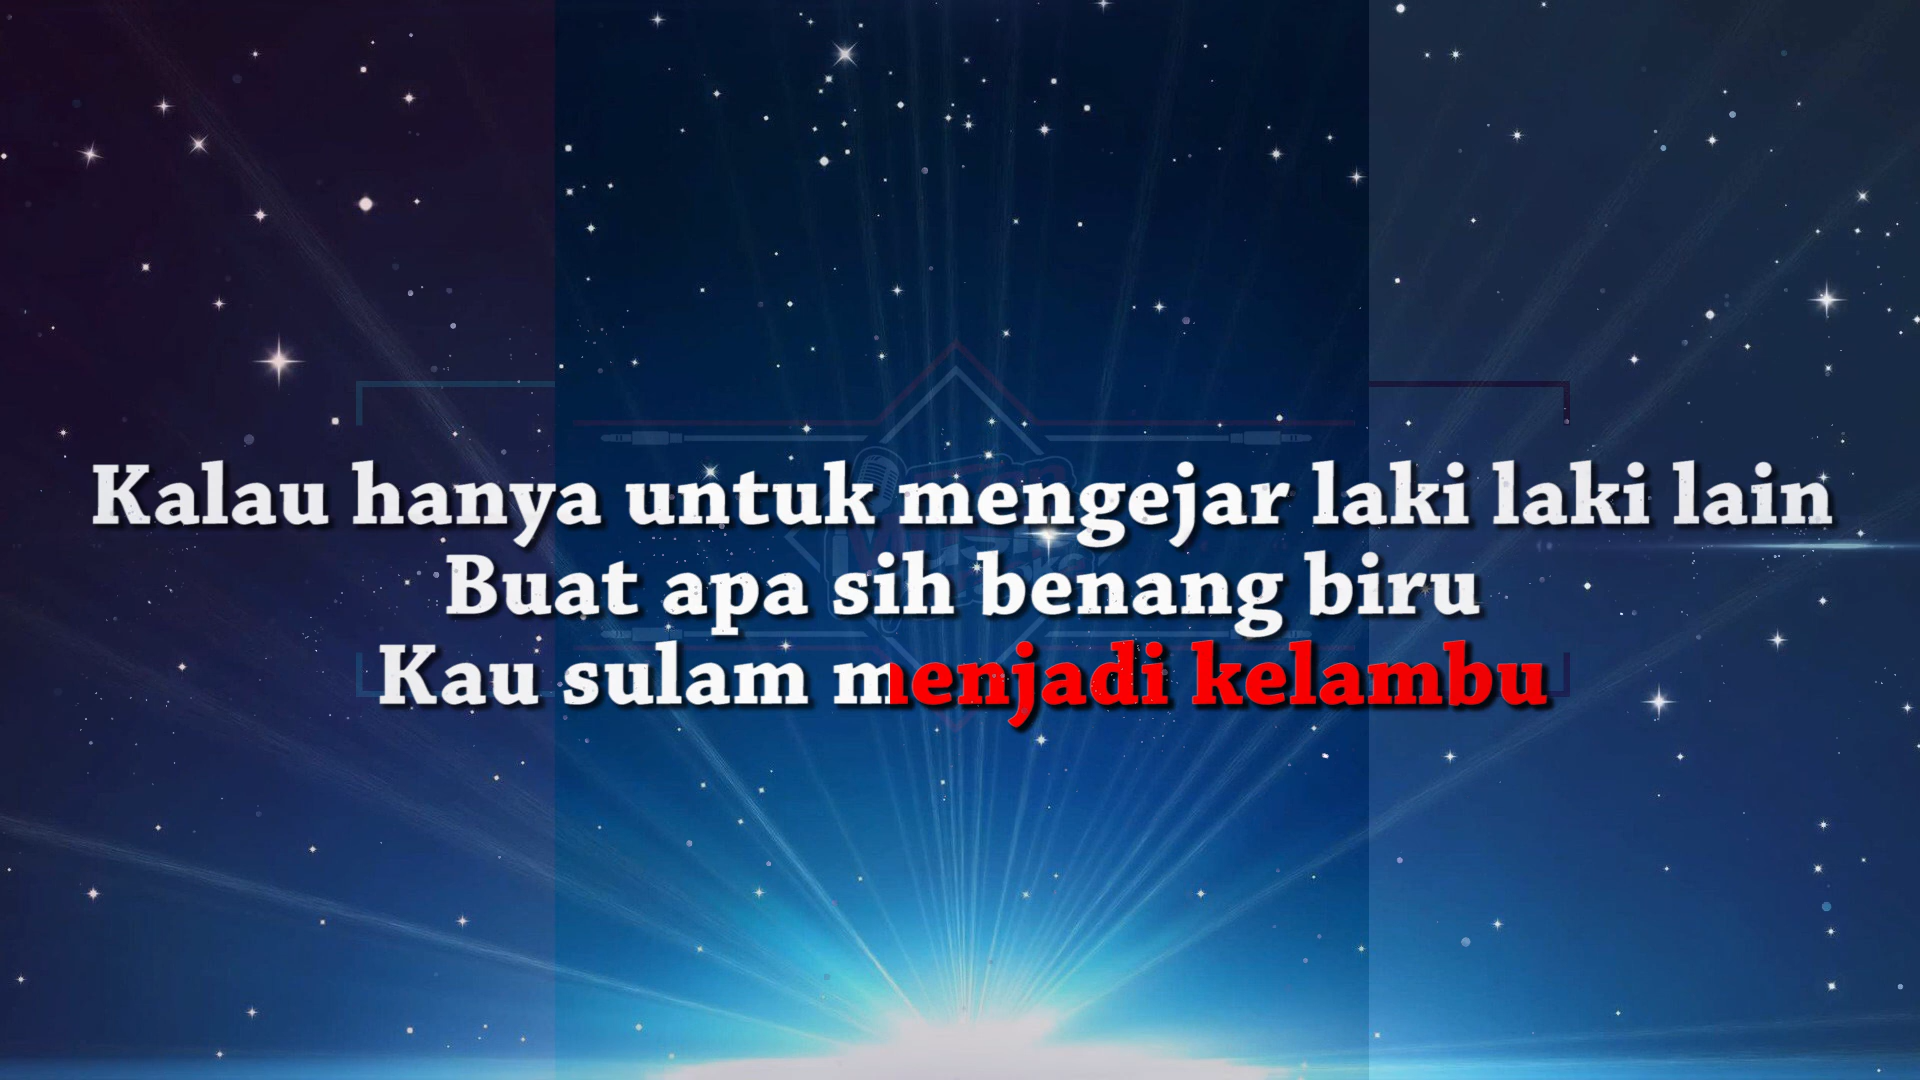 Kalau hanya untuk mengejar laki laki lain
Buat apa sih benang biru
Kau sulam menjadi kelambu